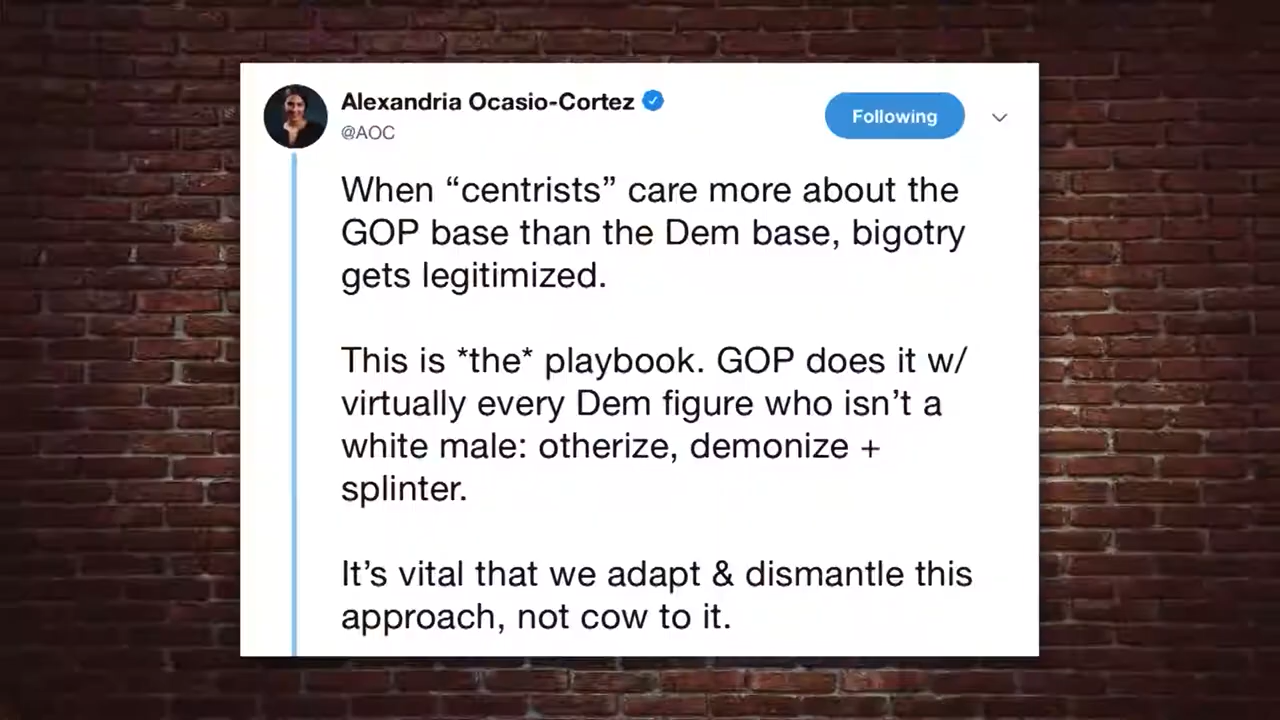 Alexandria Ocasio-Cortez
@AOC
Following
When “centrists” care more about the
GOP base than the Dem base, bigotry
gets legitimized.
This is *the* playbook. GOP does it w/
virtually every Dem figure who isn’t a
white male: otherize, demonize +
splinter.
It’s vital that we adapt & dismantle this
approach, not cow to it.